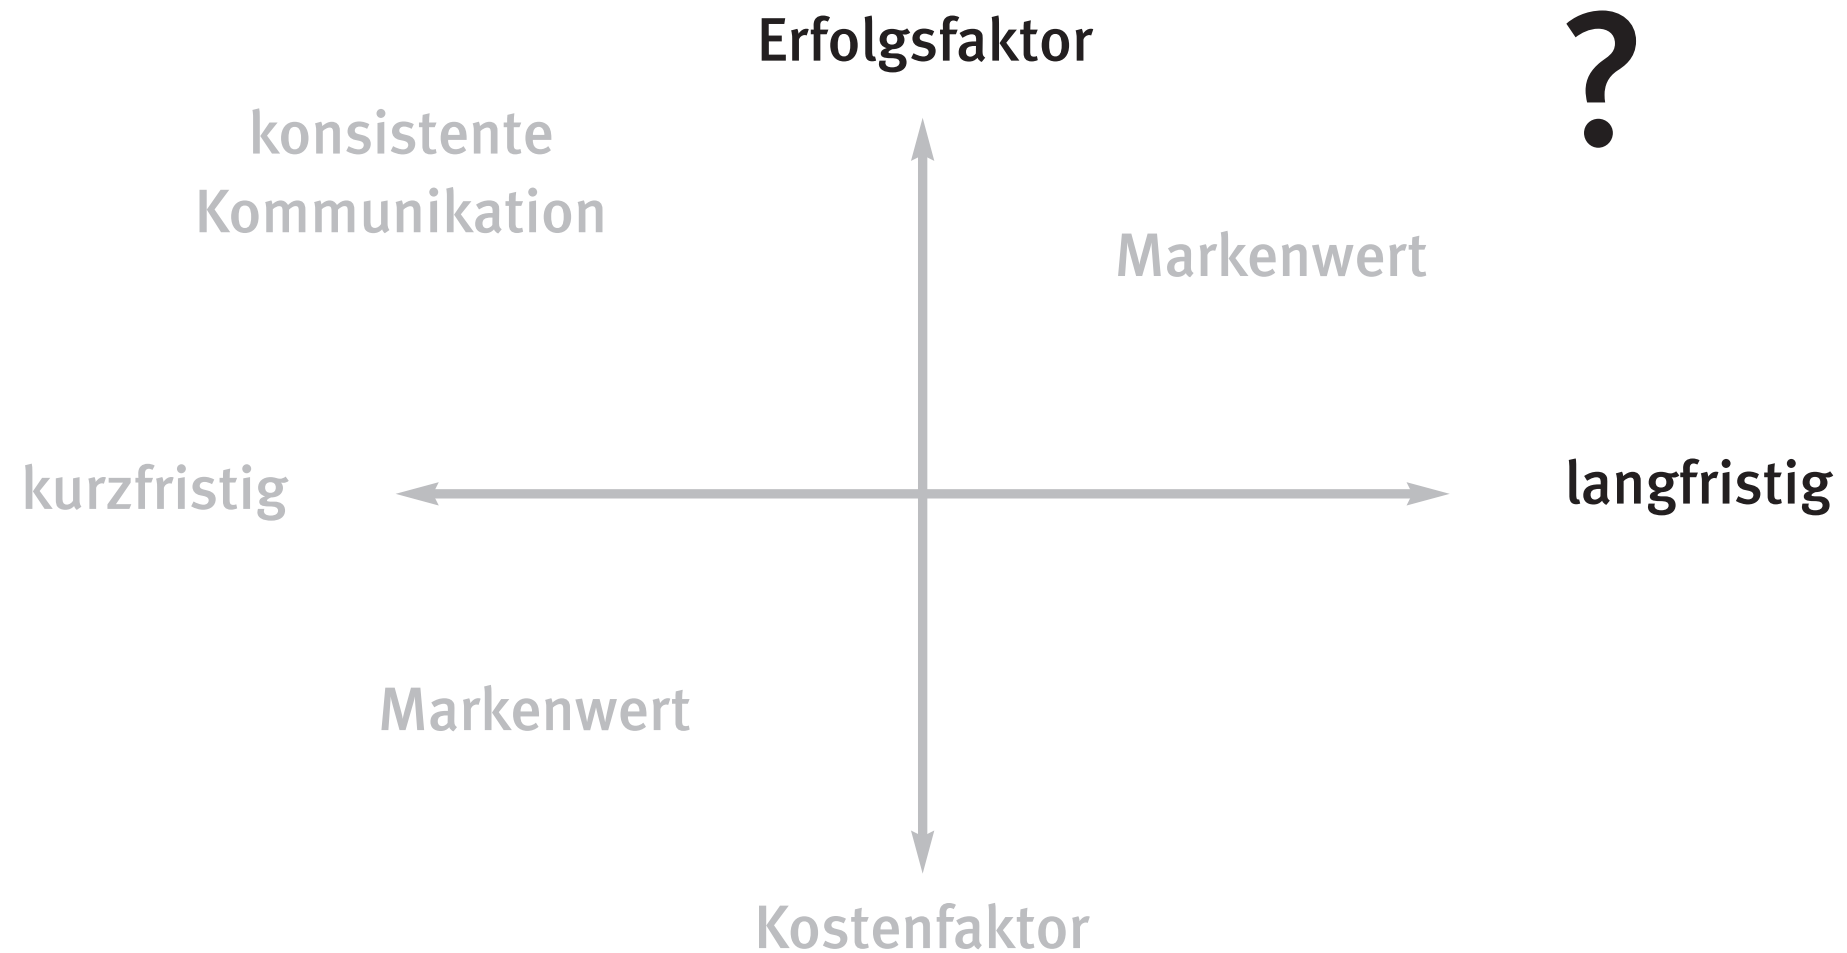 Erfolgsfaktor
?
konsistente
Kommunikation
Markenwert
kurzfristig
langfristig
Markenwert
Kostenfaktor